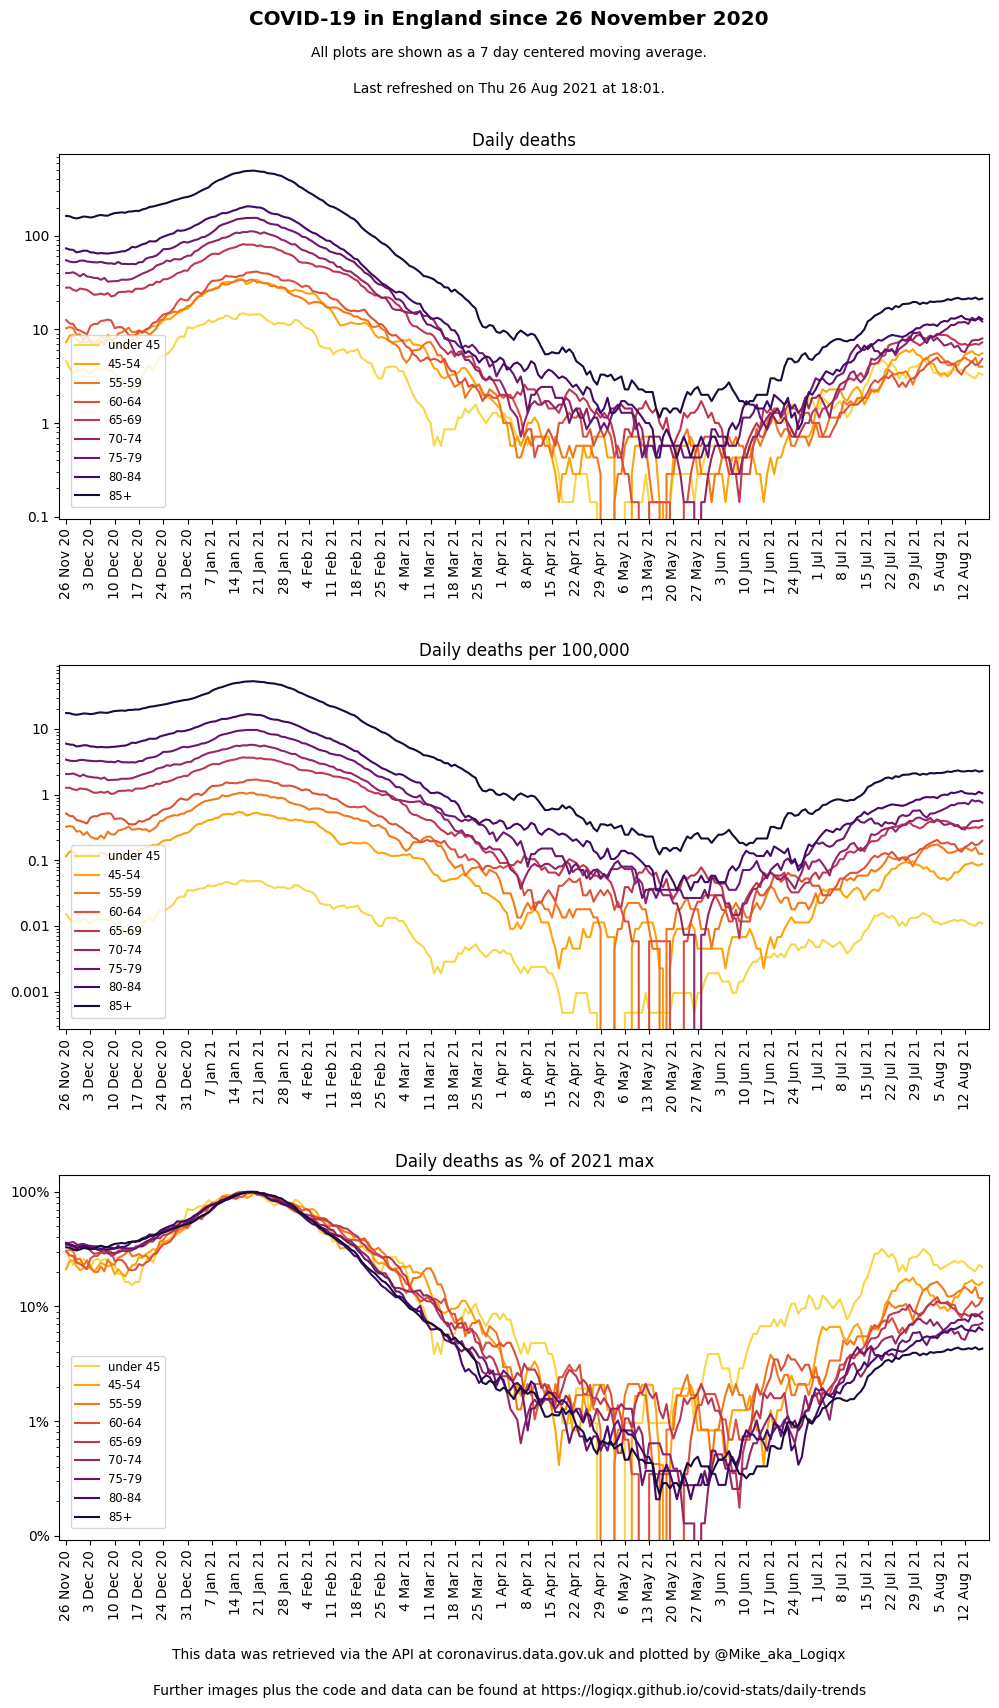 COVID-19 in England since 26 November 2020
All plots are shown as a 7 day centered moving average.
Last refreshed on Thu 26 Aug 2021 at 18:01.
Daily deaths
100
10
1
0.1
under 45
45-54
55-59
60-64
65-69
70-74
75-79
80-84
85+
26 Nov 20
3 Dec 20
10 Dec 20
17 Dec 20
24 Dec 20
31 Dec 20
7 Jan 21
14 Jan 21
21 Jan 21
28 Jan 21
4 Feb 21
11 Feb 21
18 Feb 21
25 Feb 21
4 Mar 21
11 Mar 21
18 Mar 21
25 Mar 21
1 Apr 21
8 Apr 21
15 Apr 21
22 Apr 21
29 Apr 21
6 May 21
13 May 21
20 May 21
27 May 21
3 Jun 21
10 Jun 21
17 Jun 21
24 Jun 21
1 Jul 21
8 Jul 21
15 Jul 21
22 Jul 21
29 Jul 21
5 Aug 21
12 Aug 21
Daily deaths per 100,000
10
1
0.1
0.01
0.001
under 45
45-54
55-59
60-64
65-69
70-74
75-79
80-84
85+
26 Nov 20
3 Dec 20
10 Dec 20
17 Dec 20
24 Dec 20
31 Dec 20
7 Jan 21
14 Jan 21
21 Jan 21
28 Jan 21
4 Feb 21
11 Feb 21
18 Feb 21
25 Feb 21
4 Mar 21
11 Mar 21
18 Mar 21
25 Mar 21
1 Apr 21
8 Apr 21
15 Apr 21
22 Apr 21
29 Apr 21
6 May 21
13 May 21
20 May 21
27 May 21
3 Jun 21
10 Jun 21
17 Jun 21
24 Jun 21
1 Jul 21
8 Jul 21
15 Jul 21
22 Jul 21
29 Jul 21
5 Aug 21
12 Aug 21
Daily deaths as % of 2021 max
100%
10%
1%
0%
under 45
45-54
55-59
60-64
65-69
70-74
75-79
80-84
85+
26 Nov 20
3 Dec 20
10 Dec 20
17 Dec 20
24 Dec 20
31 Dec 20
7 Jan 21
14 Jan 21
21 Jan 21
28 Jan 21
4 Feb 21
11 Feb 21
18 Feb 21
25 Feb 21
4 Mar 21
11 Mar 21
18 Mar 21
25 Mar 21
1 Apr 21
8 Apr 21
15 Apr 21
22 Apr 21
29 Apr 21
6 May 21
13 May 21
20 May 21
27 May 21
3 Jun 21
10 Jun 21
17 Jun 21
24 Jun 21
1 Jul 21
8 Jul 21
15 Jul 21
22 Jul 21
29 Jul 21
5 Aug 21
12 Aug 21
This data was retrieved via the API at coronavirus.data.gov.uk and plotted by @Mike_aka_Logiqx
Further images plus the code and data can be found at https://logiqx.github.io/covid-stats/daily-trends